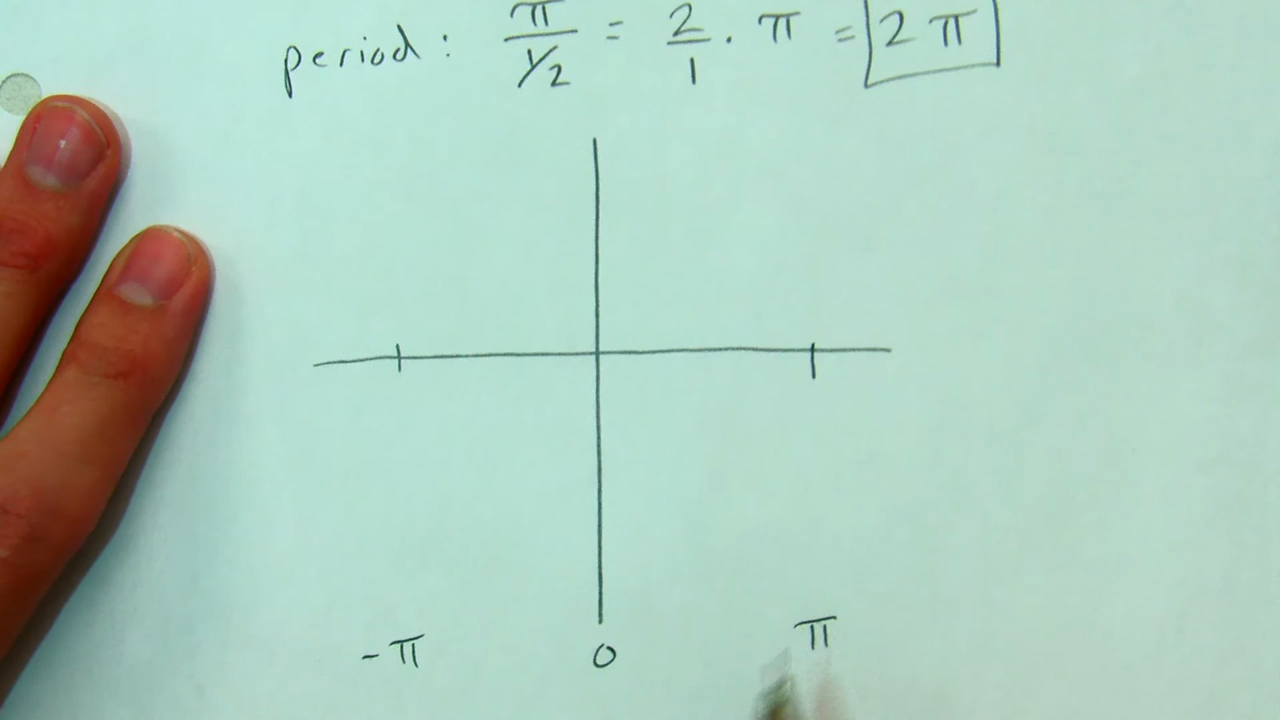 period: π/1/2 = 2/1 · π = 2π
-π 0 π